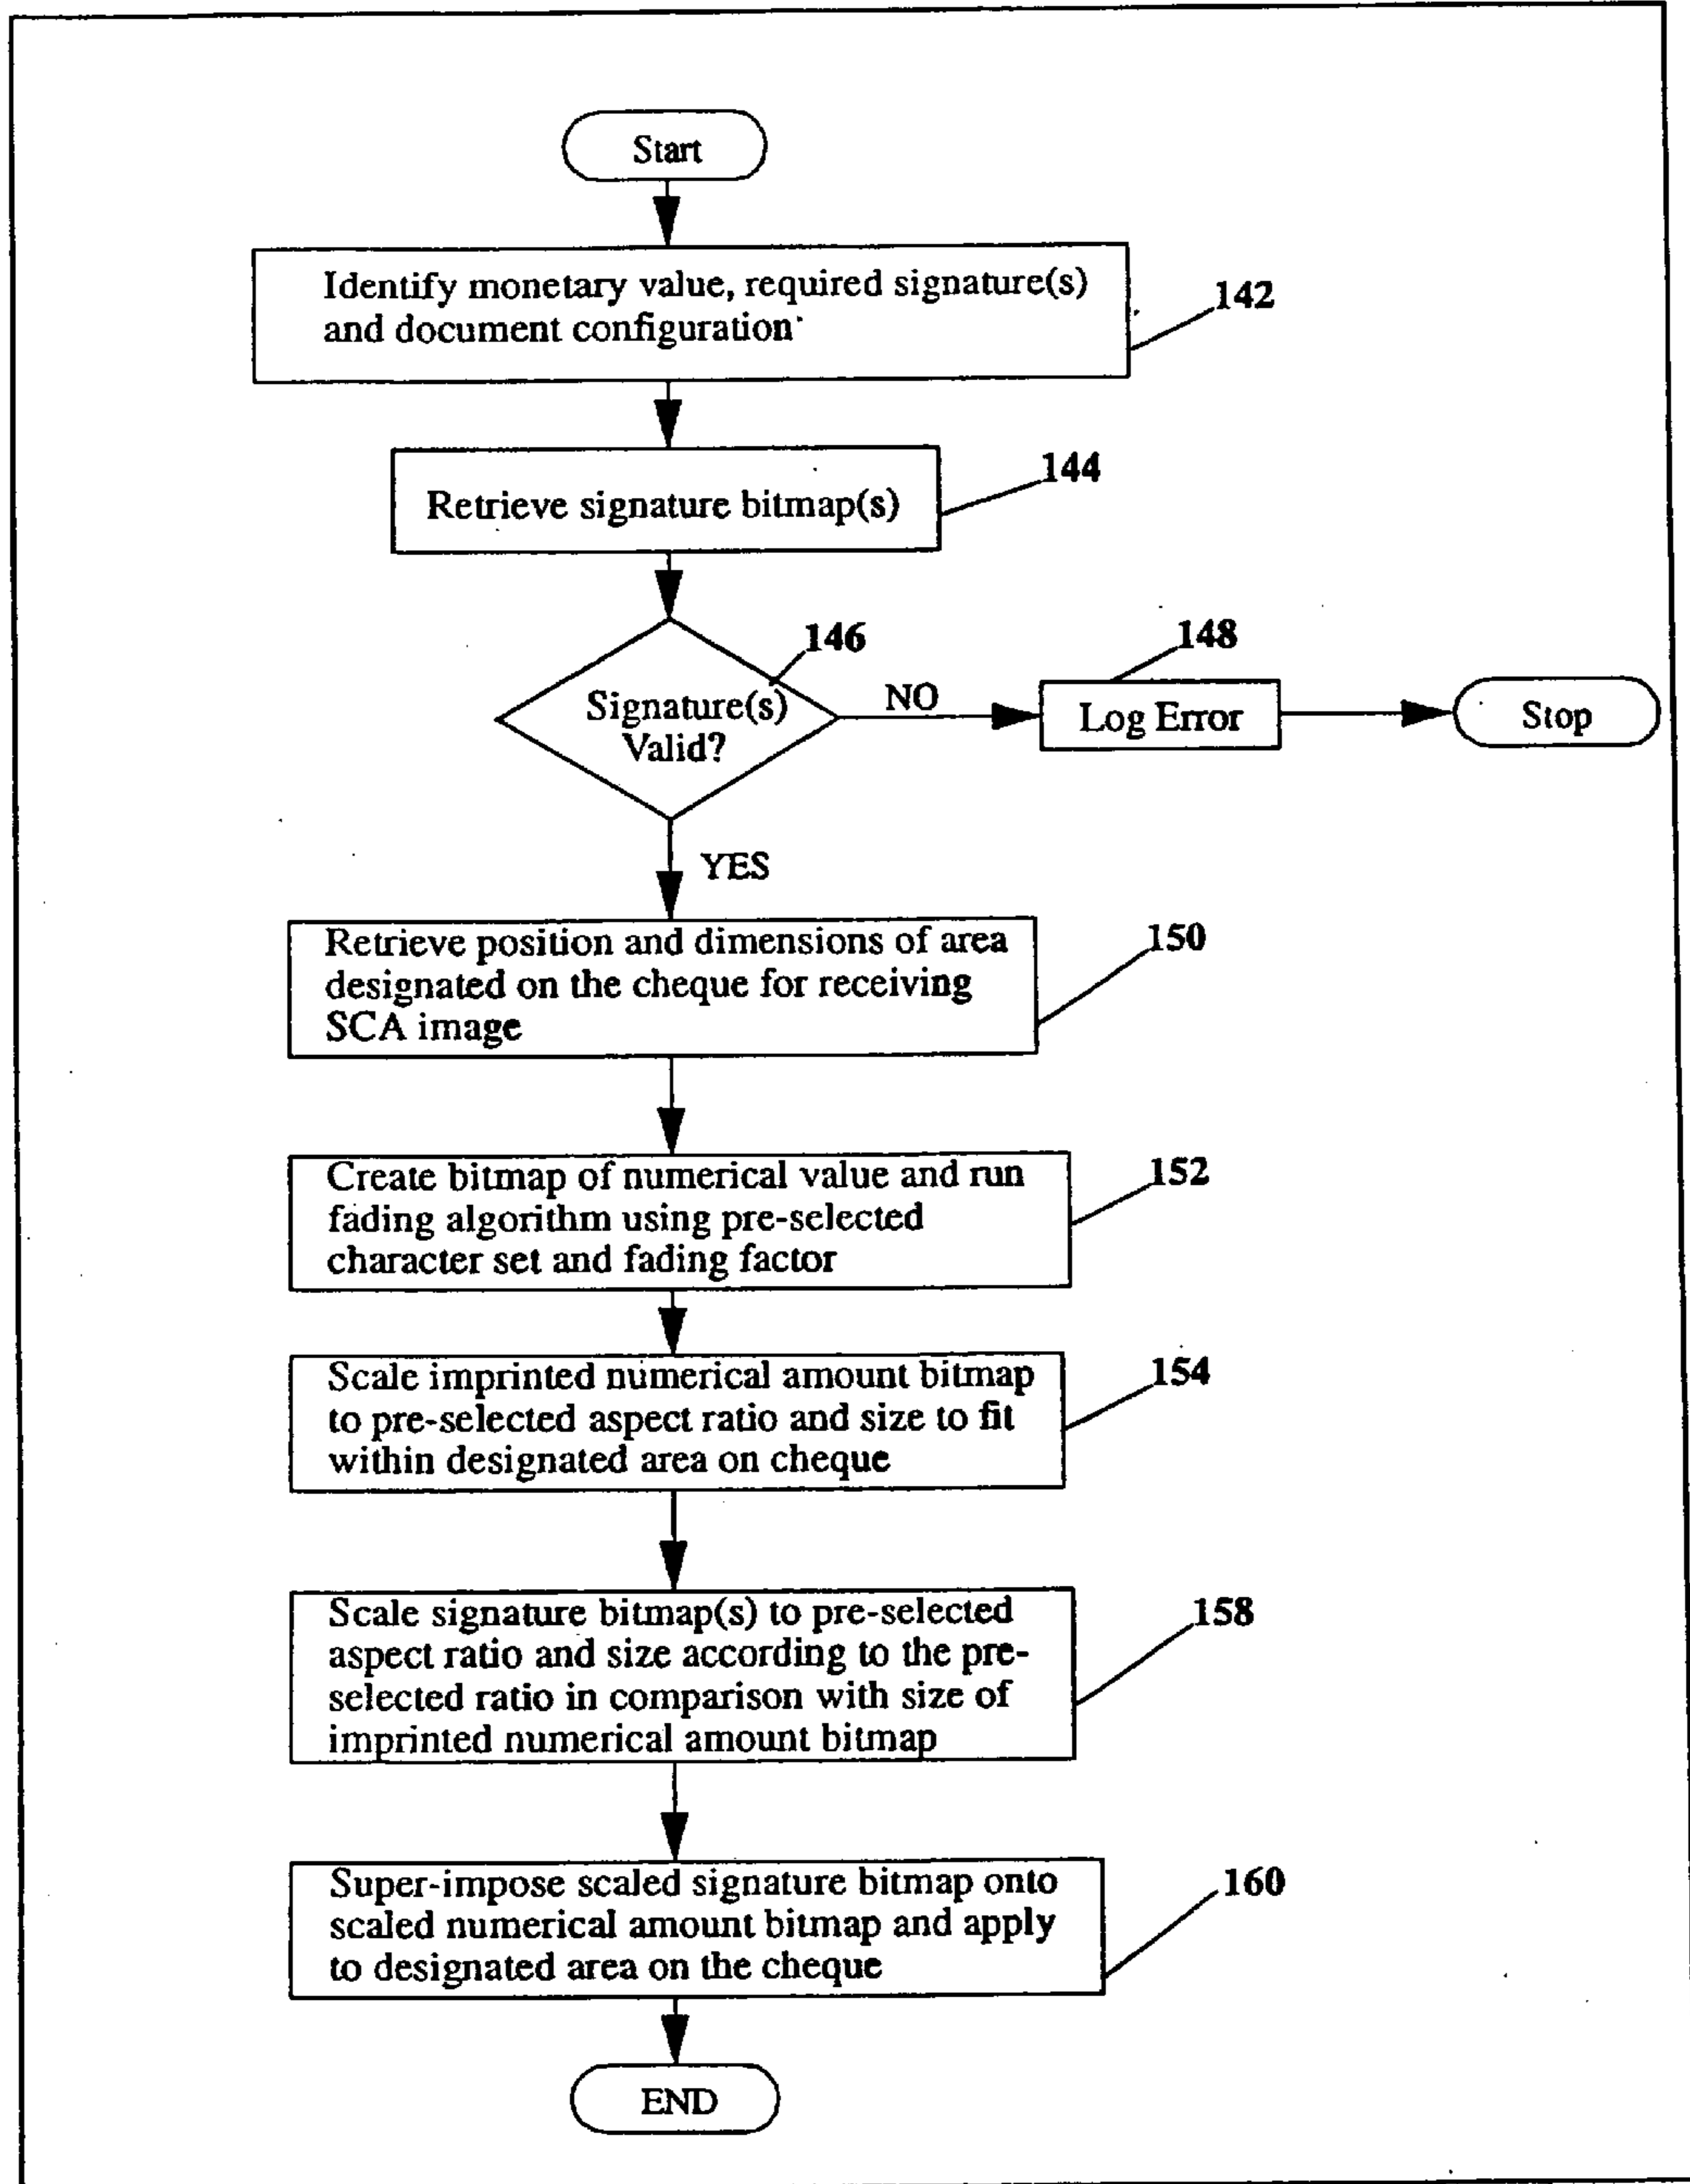 Start
Identify monetary value, required signature(s)
and document configuration
142
Retrieve signature bitmap(s)
144
146
Signature(s)
Valid?
NO
148
Log Error
Stop
YES
Retrieve position and dimensions of area
designated on the cheque for receiving
SCA image
150
Create bitmap of numerical value and run
fading algorithm using pre-selected
character set and fading factor
152
Scale imprinted numerical amount bitmap
to pre-selected aspect ratio and size to fit
within designated area on cheque
154
Scale signature bitmap(s) to pre-selected
aspect ratio and size according to the pre-
selected ratio in comparison with size of
imprinted numerical amount bitmap
158
Super-impose scaled signature bitmap onto
scaled numerical amount bitmap and apply
to designated area on the cheque
160
END